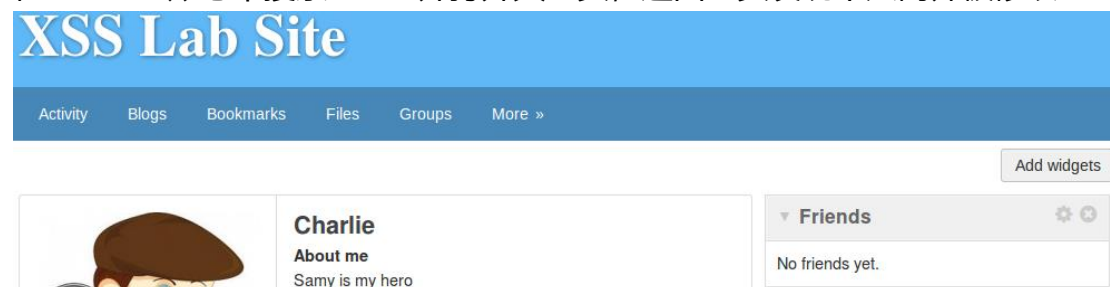 XSS Lab Site
Activity Blogs Bookmarks Files Groups More »
Add widgets
Charlie
About me
Samy is my hero
Friends
No friends yet.